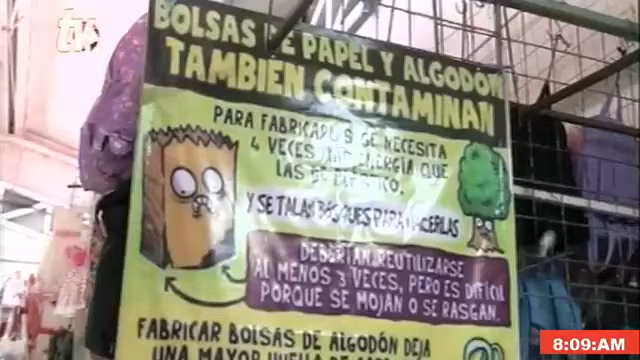 tv
BOLSAS DE PAPEL Y ALGODÓN
TAMBIÉN CONTAMINAN
PARA FABRICARLAS SE NECESITA
4 VECES MÁS ENERGÍA QUE
LAS DE PLÁSTICO.
Y SE TALAN BOSQUES PARA HACERLAS
DEBERÍAN REUTILIZARSE
AL MENOS 3 VECES, PERO ES DIFÍCIL
PORQUE SE MOJAN O SE RASGAN.
FABRICAR BOLSAS DE ALGODÓN DEJA
UNA MAYOR HUELLA DE
8:09:AM